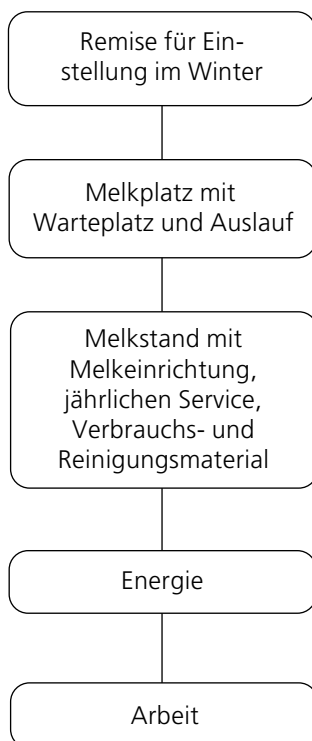 Remise für Ein-
stellung im Winter
Melkplatz mit
Warteplatz und Auslauf
Melkstand mit
Melkeinrichtung,
jährlichen Service,
Verbrauchs- und
Reinigungsmaterial
Energie
Arbeit